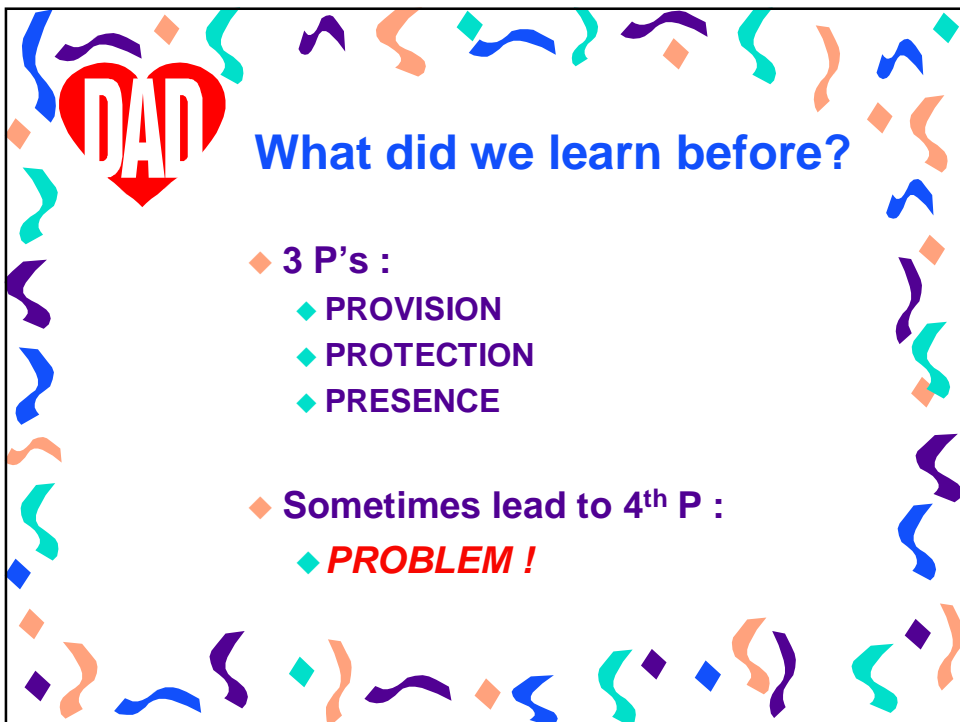 DAD
What did we learn before?
3 P’s :
PROVISION
PROTECTION
PRESENCE
Sometimes lead to 4th P :
PROBLEM !